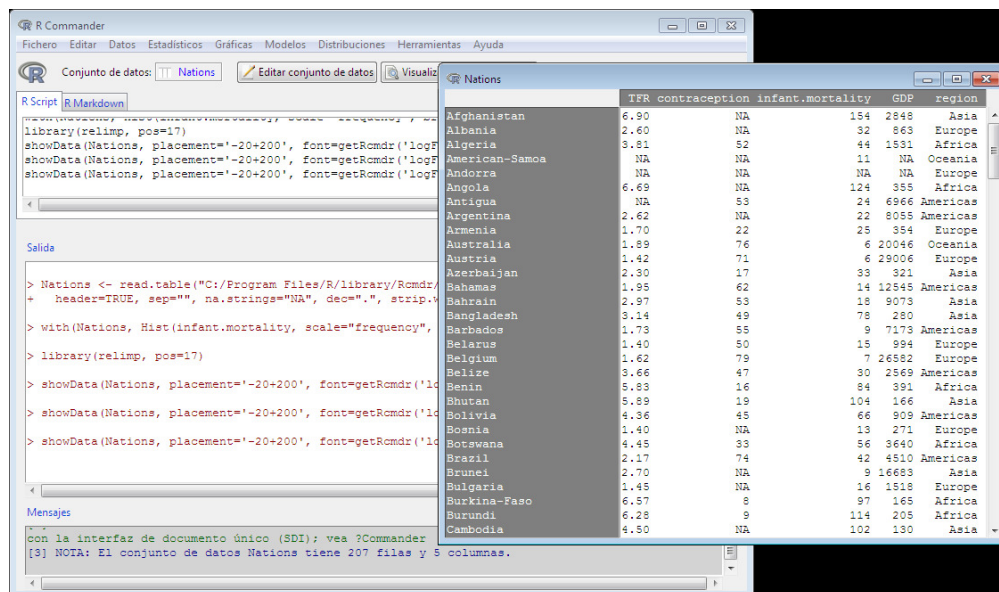 R Commander
Fichero Editar Datos Estadísticos Gráficas Modelos Distribuciones Herramientas Ayuda
Conjunto de datos: Nations Editar conjunto de datos Visualiz
R Script R Markdown
library(relimp, pos=17)
showData(Nations, placement='-20+200', font=getRcmdr('logF
showData(Nations, placement='-20+200', font=getRcmdr('logF
showData(Nations, placement='-20+200', font=getRcmdr('logF
Salida
> Nations <- read.table("C:/Program Files/R/library/Rcmdr/
+ header=TRUE, sep="", na.strings="NA", dec=".", strip.w
> with(Nations, Hist(infant.mortality, scale="frequency",
> library(relimp, pos=17)
> showData(Nations, placement='-20+200', font=getRcmdr('lo
> showData(Nations, placement='-20+200', font=getRcmdr('lo
> showData(Nations, placement='-20+200', font=getRcmdr('lo
Mensajes
con la interfaz de documento único (SDI); vea ?Commander
[3] NOTA: El conjunto de datos Nations tiene 207 filas y 5 columnas.
Nations
TFR contraception infant.mortality GDP region
Afghanistan 6.90 NA 154 2848 Asia
Albania 2.60 NA 32 863 Europe
Algeria 3.81 52 44 1531 Africa
American-Samoa NA NA 11 NA Oceania
Andorra NA NA NA NA Europe
Angola 6.69 NA 124 355 Africa
Antigua NA 53 24 6966 Americas
Argentina 2.62 NA 22 8055 Americas
Armenia 1.70 22 25 354 Europe
Australia 1.89 76 6 20046 Oceania
Austria 1.42 71 6 29006 Europe
Azerbaijan 2.30 17 33 321 Asia
Bahamas 1.95 62 14 12545 Americas
Bahrain 2.97 53 18 9073 Asia
Bangladesh 3.14 49 78 280 Asia
Barbados 1.73 55 9 7173 Americas
Belarus 1.40 50 15 994 Europe
Belgium 1.62 79 7 26582 Europe
Belize 3.66 47 30 2569 Americas
Benin 5.83 16 84 391 Africa
Bhutan 5.89 19 104 166 Asia
Bolivia 4.36 45 66 909 Americas
Bosnia 1.40 NA 13 271 Europe
Botswana 4.45 33 56 3640 Africa
Brazil 2.17 74 42 4510 Americas
Brunei 2.70 NA 9 16683 Asia
Bulgaria 1.45 NA 16 1518 Europe
Burkina-Faso 6.57 8 97 165 Africa
Burundi 6.28 9 114 205 Africa
Cambodia 4.50 NA 102 130 Asia